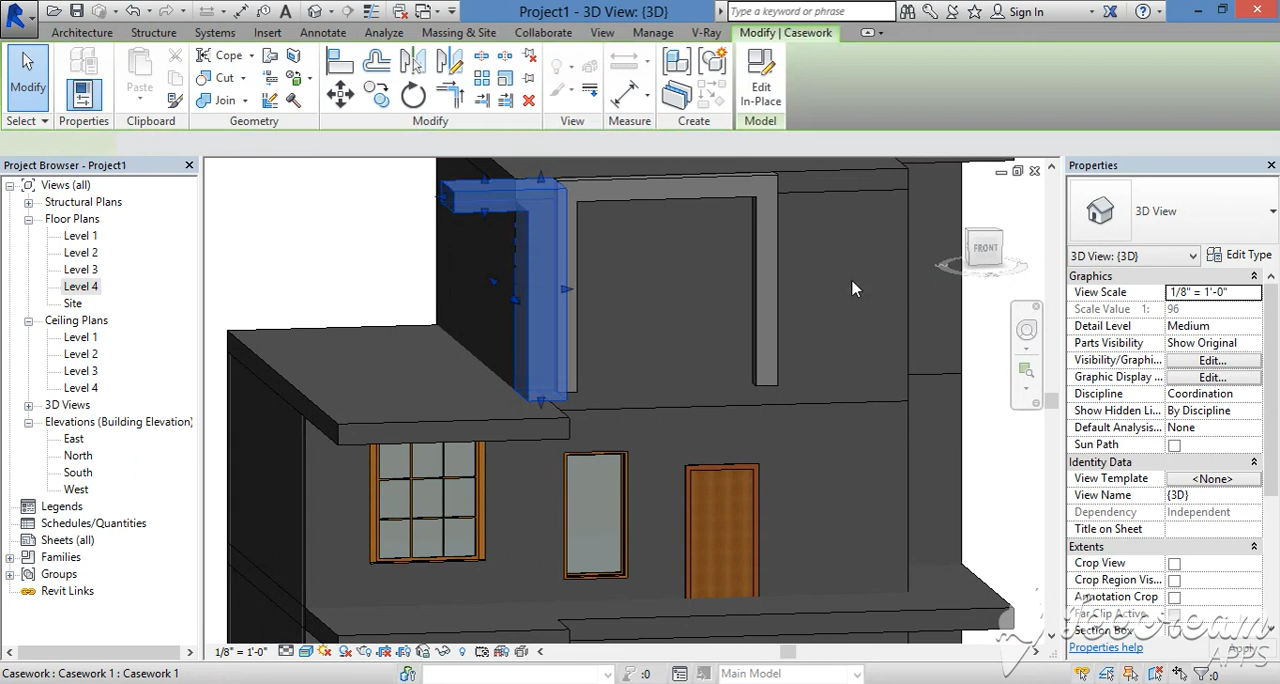 Project1 - 3D View: {3D}
Type a keyword or phrase
Sign In
Architecture
Structure
Systems
Insert
Annotate
Analyze
Massing & Site
Collaborate
View
Manage
V-Ray
Modify | Casework
Modify
Paste
Cope
Cut
Join
Edit
In-Place
Select
Properties
Clipboard
Geometry
Modify
View
Measure
Create
Model
Project Browser - Project1
Views (all)
Structural Plans
Floor Plans
Level 1
Level 2
Level 3
Level 4
Site
Ceiling Plans
Level 1
Level 2
Level 3
Level 4
3D Views
Elevations (Building Elevation)
East
North
South
West
Legends
Schedules/Quantities
Sheets (all)
Families
Groups
Revit Links
FRONT
Properties
3D View
3D View: {3D}
Edit Type
Graphics
View Scale 1/8" = 1'-0"
Scale Value 1: 96
Detail Level Medium
Parts Visibility Show Original
Visibility/Graphi... Edit...
Graphic Display ... Edit...
Discipline Coordination
Show Hidden Li... By Discipline
Default Analysis... None
Sun Path
Identity Data
View Template <None>
View Name {3D}
Dependency Independent
Title on Sheet
Extents
Crop View
Crop Region Vis...
Annotation Crop
Far Clip Active
Section Box
Properties help
Apply
1/8" = 1'-0"
Casework : Casework 1 : Casework 1
:0
Main Model
:0
APPS